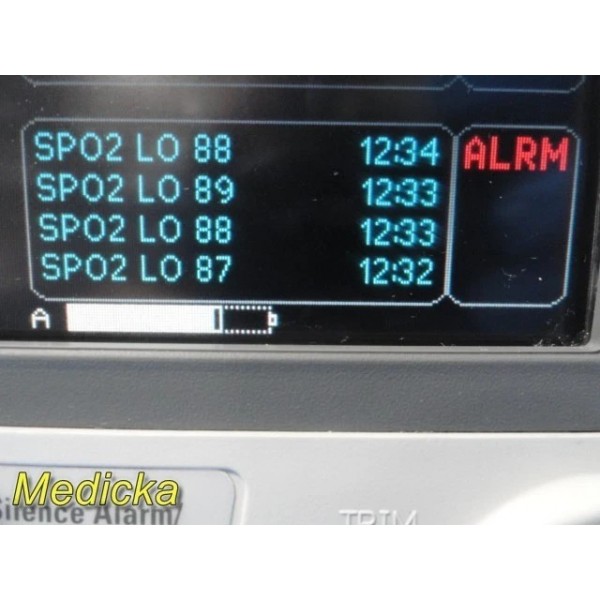 SPO2 LO 88 12:34 ALRM
SPO2 LO 89 12:33
SPO2 LO 88 12:33
SPO2 LO 87 12:32
A
Medicka
Silence Alarm/
TRIM